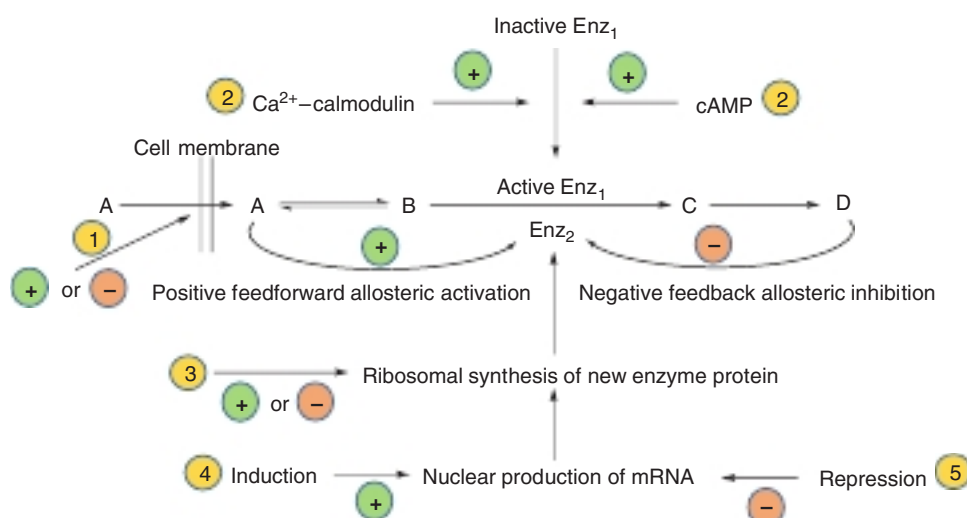 Inactive Enz₁
+
+
2 Ca²⁺–calmodulin
cAMP 2
Cell membrane
A
A
B
Active Enz₁
C
D
Enz₂
1
+
−
+ or −
Positive feedforward allosteric activation
Negative feedback allosteric inhibition
3
Ribosomal synthesis of new enzyme protein
+ or −
4 Induction
Nuclear production of mRNA
Repression 5
+
−